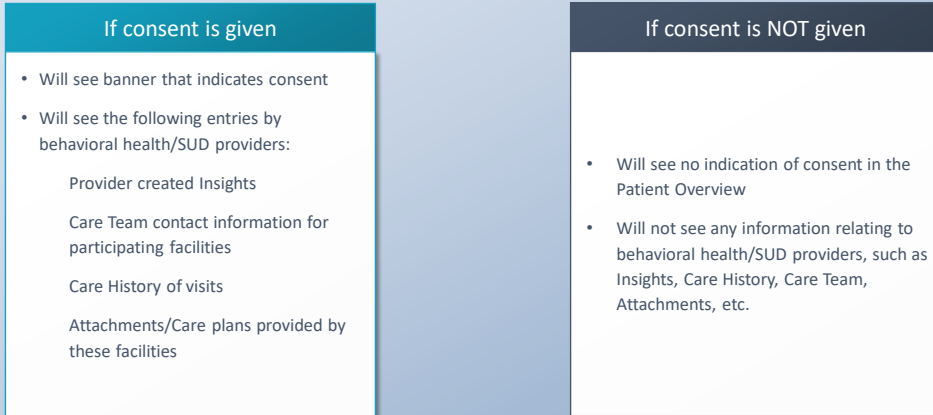 If consent is given
• Will see banner that indicates consent
• Will see the following entries by
behavioral health/SUD providers:
Provider created Insights
Care Team contact information for
participating facilities
Care History of visits
Attachments/Care plans provided by
these facilities
If consent is NOT given
• Will see no indication of consent in the
Patient Overview
• Will not see any information relating to
behavioral health/SUD providers, such as
Insights, Care History, Care Team,
Attachments, etc.